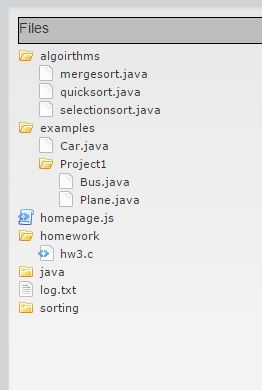 Files
algoirthms
mergesort.java
quicksort.java
selectionsort.java
examples
Car.java
Project1
Bus.java
Plane.java
homepage.js
homework
hw3.c
java
log.txt
sorting